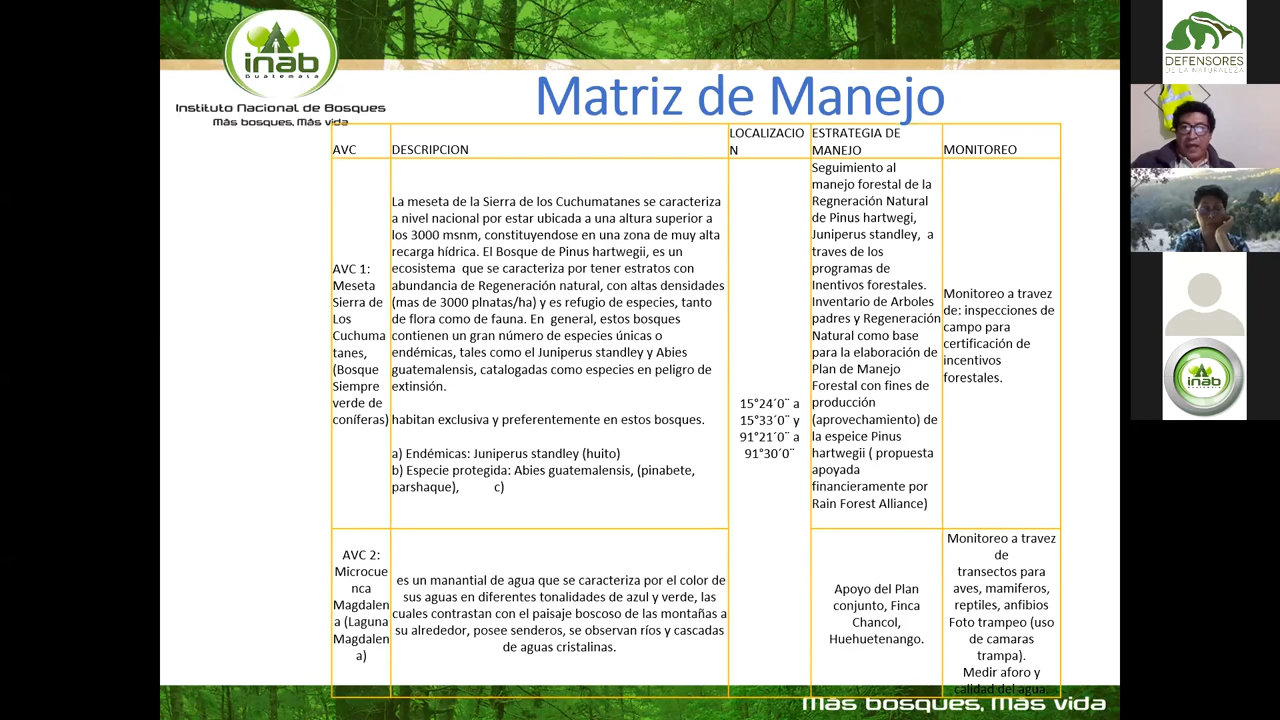 inab
Guatemala
Instituto Nacional de Bosques
Más bosques, Más vida
Matriz de Manejo
AVC
DESCRIPCION
LOCALIZACIO
N
ESTRATEGIA DE
MANEJO
MONITOREO
AVC 1:
Meseta
Sierra de
Los
Cuchuma
tanes,
(Bosque
Siempre
verde de
coníferas)
La meseta de la Sierra de los Cuchumatanes se caracteriza
a nivel nacional por estar ubicada a una altura superior a
los 3000 msnm, constituyendose en una zona de muy alta
recarga hídrica. El Bosque de Pinus hartwegii, es un
ecosistema que se caracteriza por tener estratos con
abundancia de Regeneración natural, con altas densidades
(mas de 3000 plnatas/ha) y es refugio de especies, tanto
de flora como de fauna. En general, estos bosques
contienen un gran número de especies únicas o
endémicas, tales como el Juniperus standley y Abies
guatemalensis, catalogadas como especies en peligro de
extinsión.
habitan exclusiva y preferentemente en estos bosques.
a) Endémicas: Juniperus standley (huito)
b) Especie protegida: Abies guatemalensis, (pinabete,
parshaque), c)
15°24´0¨ a
15°33´0¨ y
91°21´0¨ a
91°30´0¨
Seguimiento al
manejo forestal de la
Regneración Natural
de Pinus hartwegi,
Juniperus standley, a
traves de los
programas de
Inentivos forestales.
Inventario de Arboles
padres y Regeneración
Natural como base
para la elaboración de
Plan de Manejo
Forestal con fines de
producción
(aprovechamiento) de
la espeice Pinus
hartwegii ( propuesta
apoyada
financieramente por
Rain Forest Alliance)
Monitoreo a travez
de: inspecciones de
campo para
certificación de
incentivos
forestales.
AVC 2:
Microcue
nca
Magdalen
a (Laguna
Magdalen
a)
es un manantial de agua que se caracteriza por el color de
sus aguas en diferentes tonalidades de azul y verde, las
cuales contrastan con el paisaje boscoso de las montañas a
su alrededor, posee senderos, se observan ríos y cascadas
de aguas cristalinas.
Apoyo del Plan
conjunto, Finca
Chancol,
Huehuetenango.
Monitoreo a travez
de
transectos para
aves, mamiferos,
reptiles, anfibios
Foto trampeo (uso
de camaras
trampa).
Medir aforo y
calidad del agua.
Más bosques, Más vida
DEFENSORES
DE LA NATURALEZA
inab